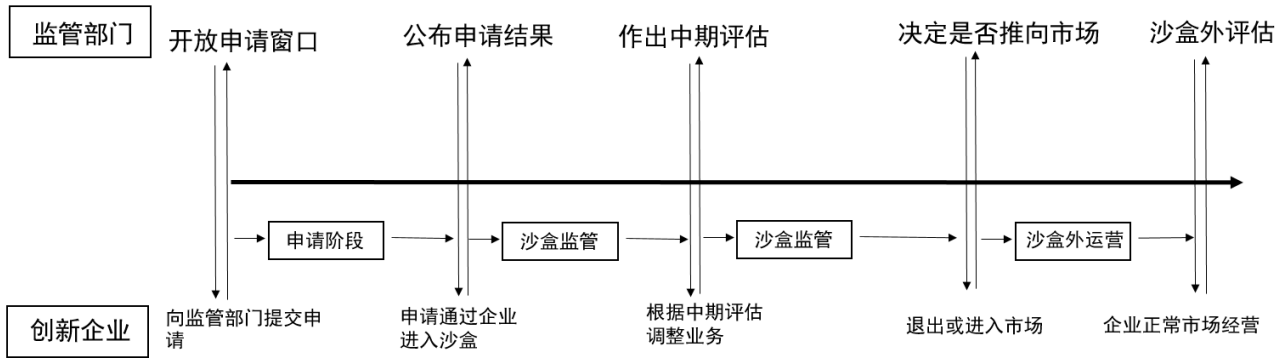 监管部门
开放申请窗口
公布申请结果
作出中期评估
决定是否推向市场
沙盒外评估
申请阶段
沙盒监管
沙盒监管
沙盒外运营
创新企业
向监管部门提交申
请
申请通过企业
进入沙盒
根据中期评估
调整业务
退出或进入市场
企业正常市场经营